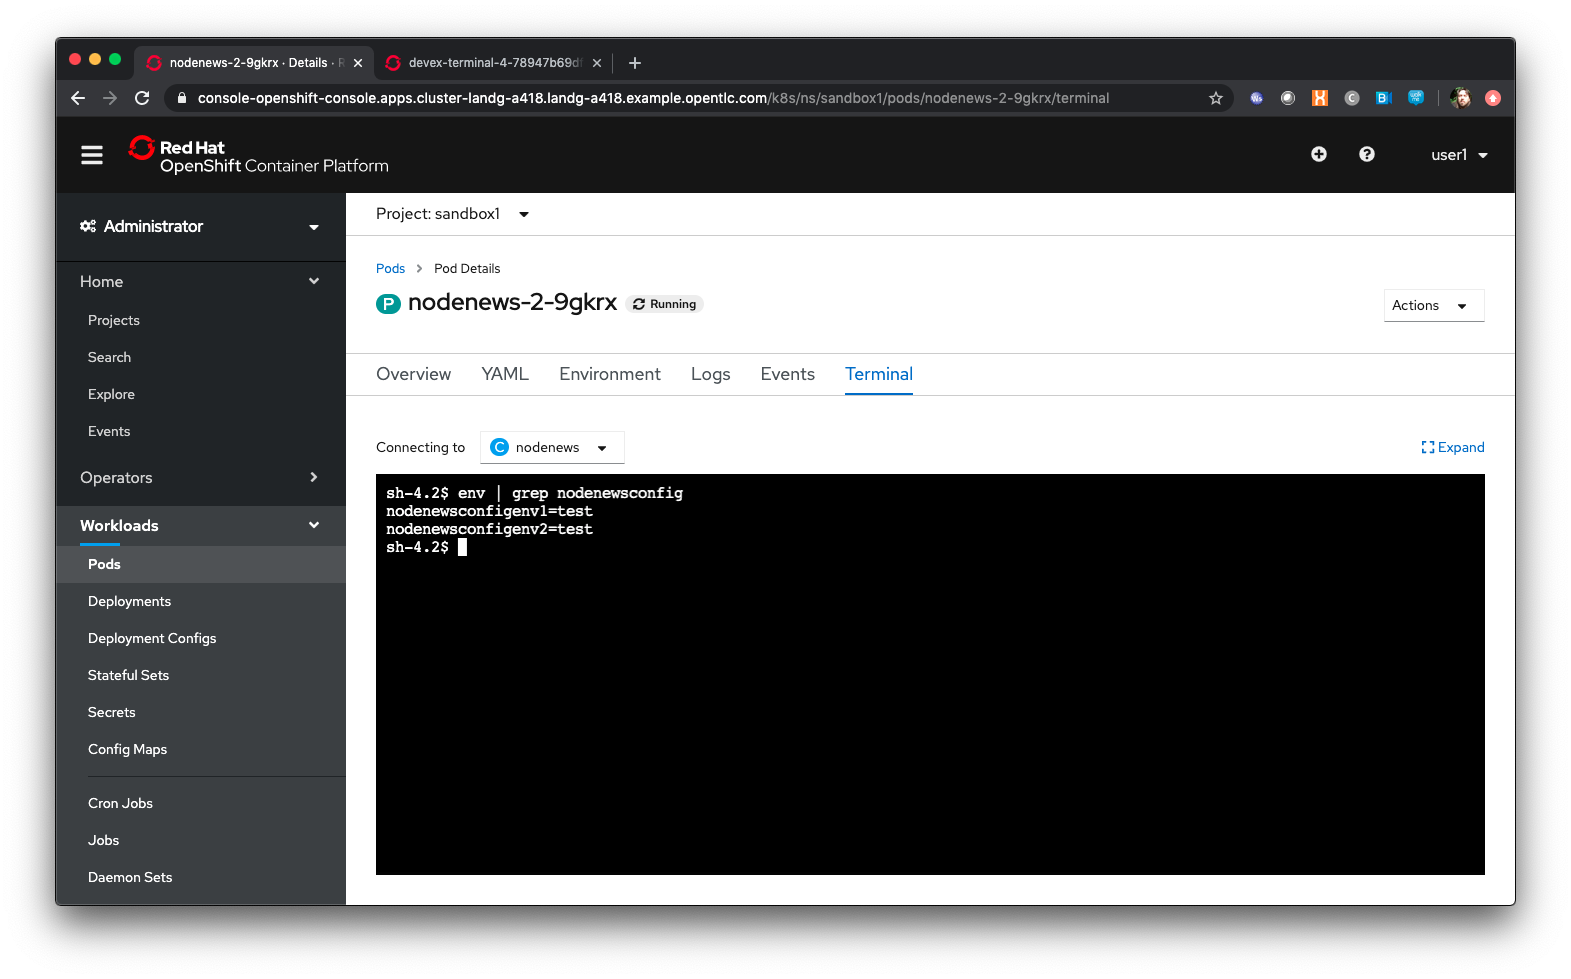 nodenews-2-9gkrx · Details · R
devex-terminal-4-78947b69df
console-openshift-console.apps.cluster-landg-a418.landg-a418.example.opentlc.com/k8s/ns/sandbox1/pods/nodenews-2-9gkrx/terminal
Red Hat
OpenShift Container Platform
user1
Administrator
Home
Projects
Search
Explore
Events
Operators
Workloads
Pods
Deployments
Deployment Configs
Stateful Sets
Secrets
Config Maps
Cron Jobs
Jobs
Daemon Sets
Project: sandbox1
Pods > Pod Details
P nodenews-2-9gkrx Running
Actions
Overview YAML Environment Logs Events Terminal
Connecting to C nodenews
Expand
sh-4.2$ env | grep nodenewsconfig
nodenewsconfigenv1=test
nodenewsconfigenv2=test
sh-4.2$